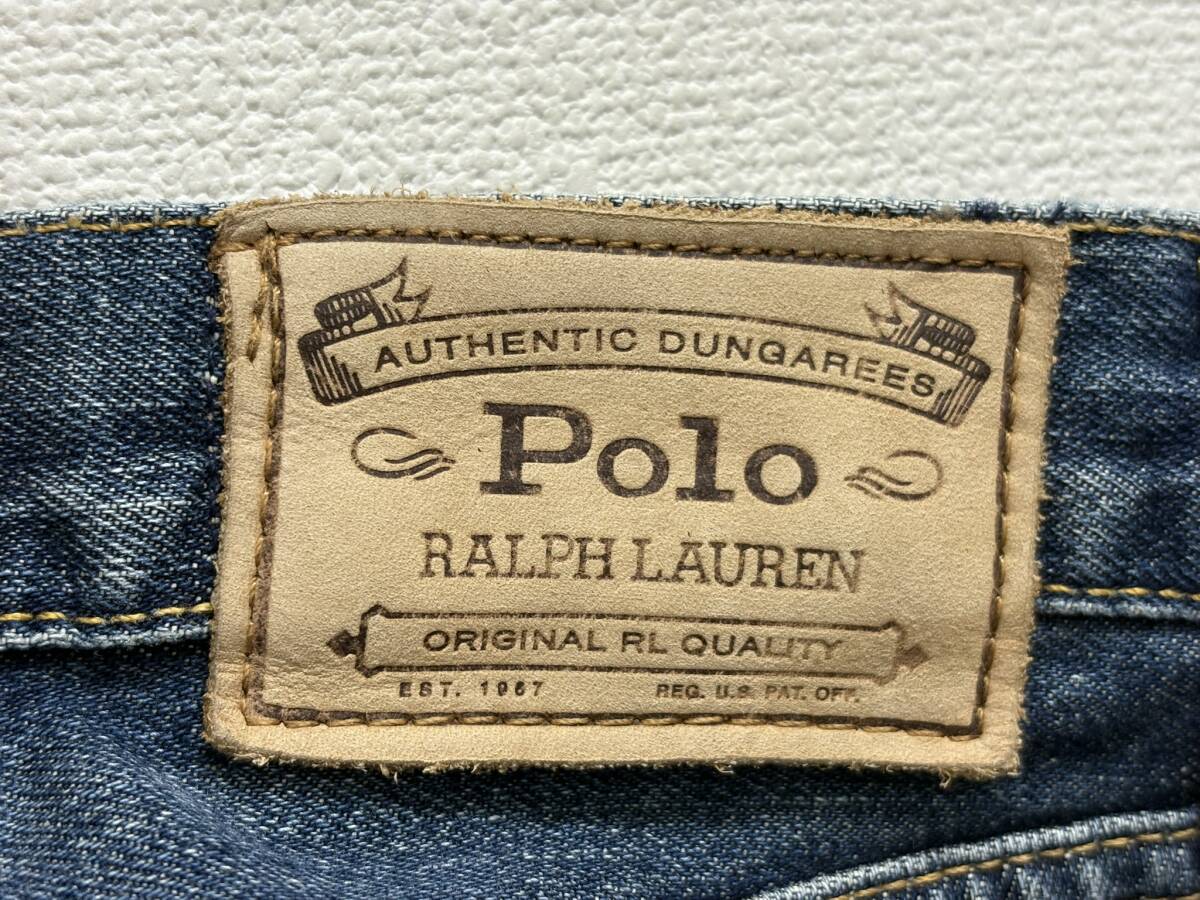 AUTHENTIC DUNGAREES
Polo
RALPH LAUREN
ORIGINAL RL QUALITY
EST. 1967 REG. U.S. PAT. OFF.